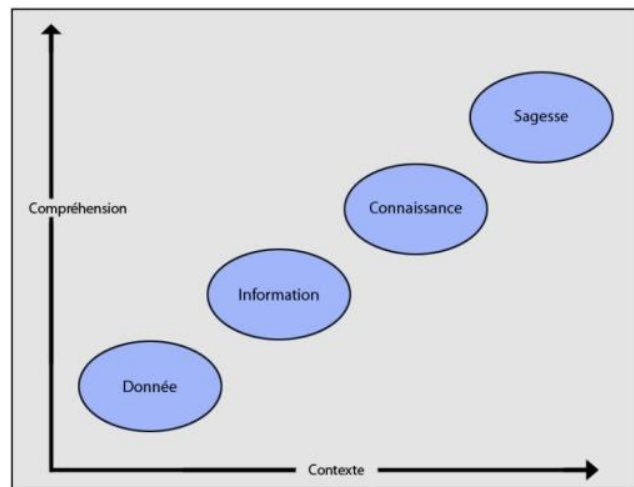 Sagesse
Compréhension
Connaissance
Information
Donnée
Contexte